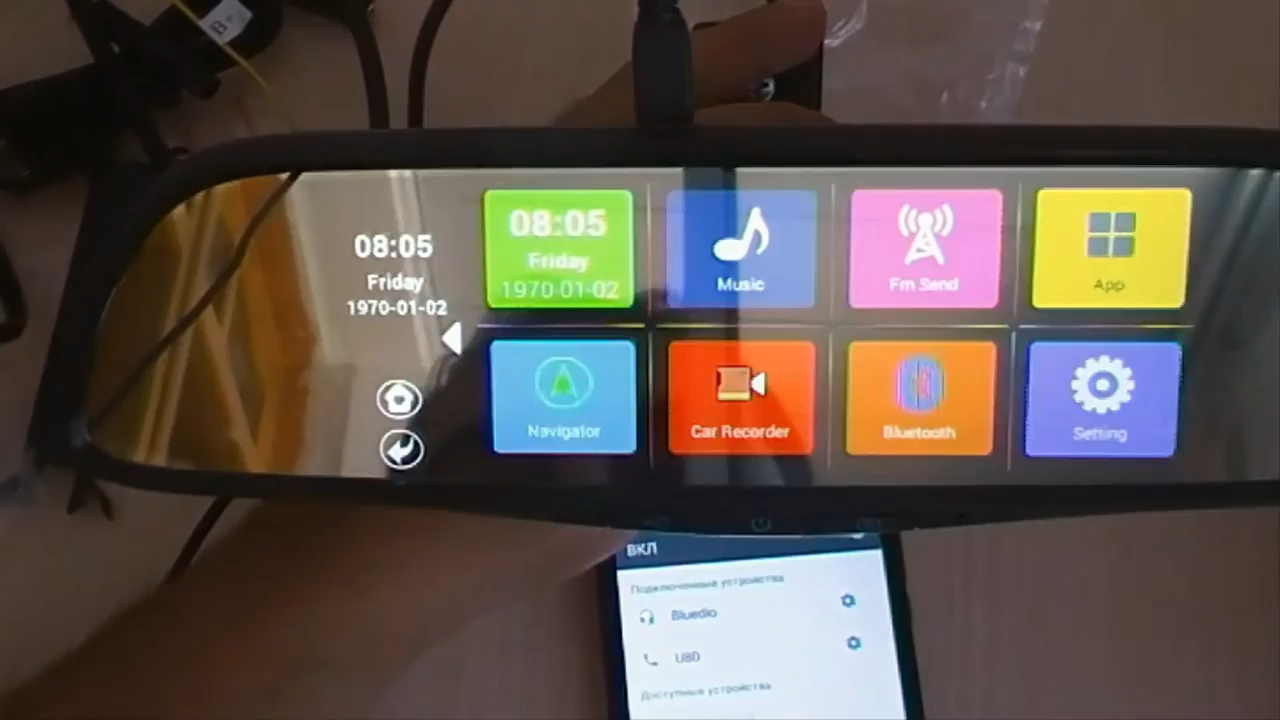 B+
08:05
Friday
1970-01-02
08:05
Friday
1970-01-02
Music
Fm Send
App
Navigator
Car Recorder
Bluetooth
Setting
ВКЛ
Подключенные устройства
Bluedio
U80
Доступные устройства